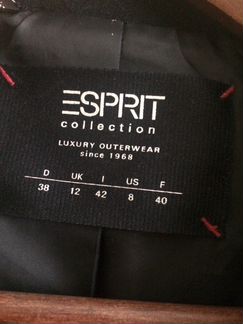 ESPRIT
collection
LUXURY OUTERWEAR
since 1968
D UK I US F
38 12 42 8 40